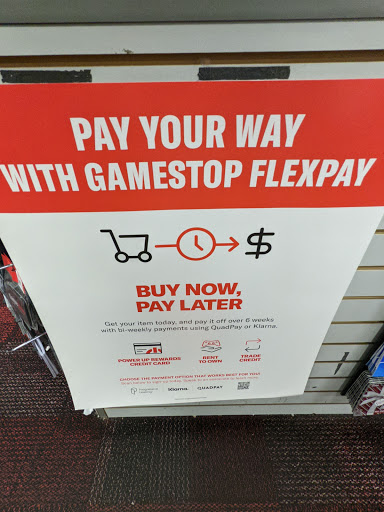 PAY YOUR WAY
WITH GAMESTOP FLEXPAY
$
BUY NOW,
PAY LATER
Get your item today, and pay it off over 6 weeks
with bi-weekly payments using QuadPay or Klarna.
POWER UP REWARDS
CREDIT CARD
RENT
TO OWN
TRADE
CREDIT
CHOOSE THE PAYMENT OPTION THAT WORKS BEST FOR YOU!
Klarna.
QUADPAY